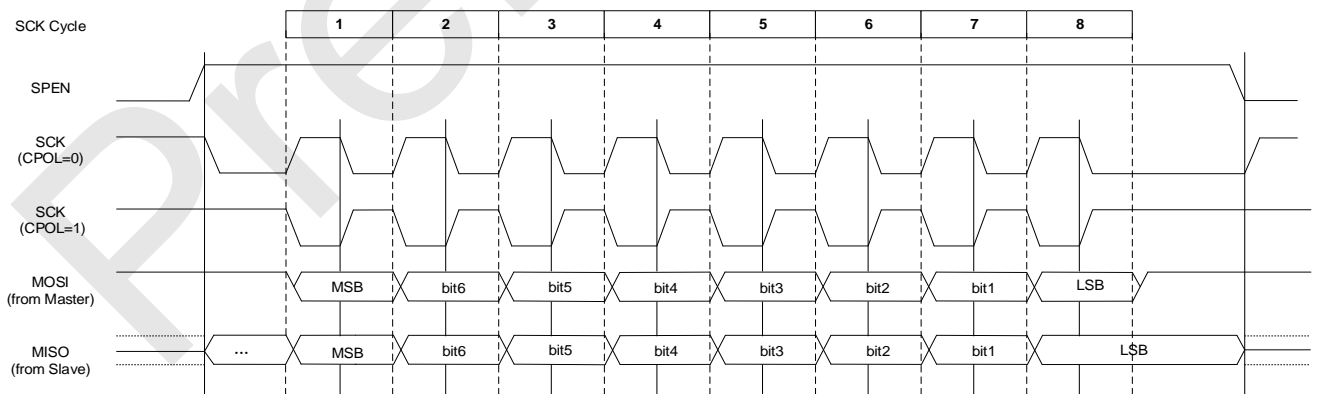 SCK Cycle 1 2 3 4 5 6 7 8
SPEN
SCK
(CPOL=0)
SCK
(CPOL=1)
MOSI
(from Master)
MSB bit6 bit5 bit4 bit3 bit2 bit1 LSB
MISO
(from Slave)
... MSB bit6 bit5 bit4 bit3 bit2 bit1 LSB
Pre